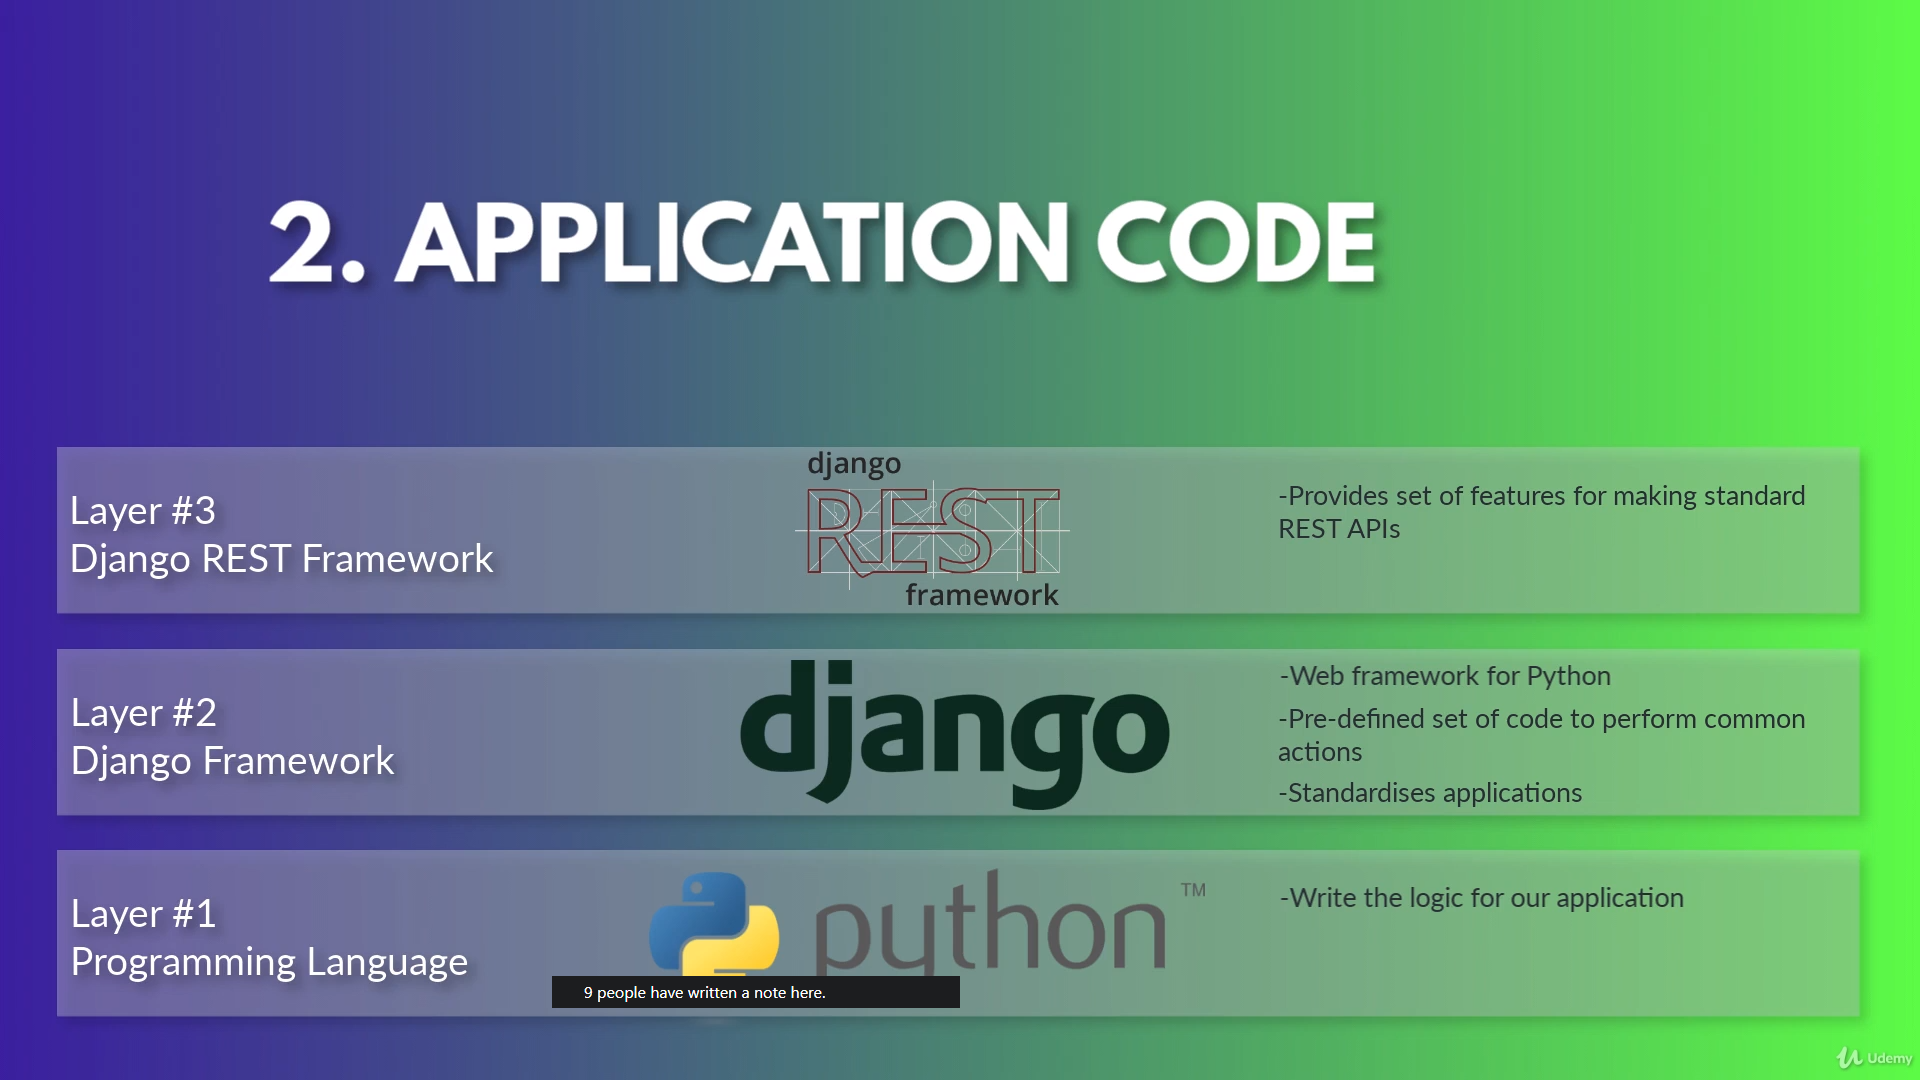 2. APPLICATION CODE
Layer #3
Django REST Framework
django
REST
framework
-Provides set of features for making standard
REST APIs
Layer #2
Django Framework
django
-Web framework for Python
-Pre-defined set of code to perform common
actions
-Standardises applications
Layer #1
Programming Language
python
TM
-Write the logic for our application
9 people have written a note here.
Udemy